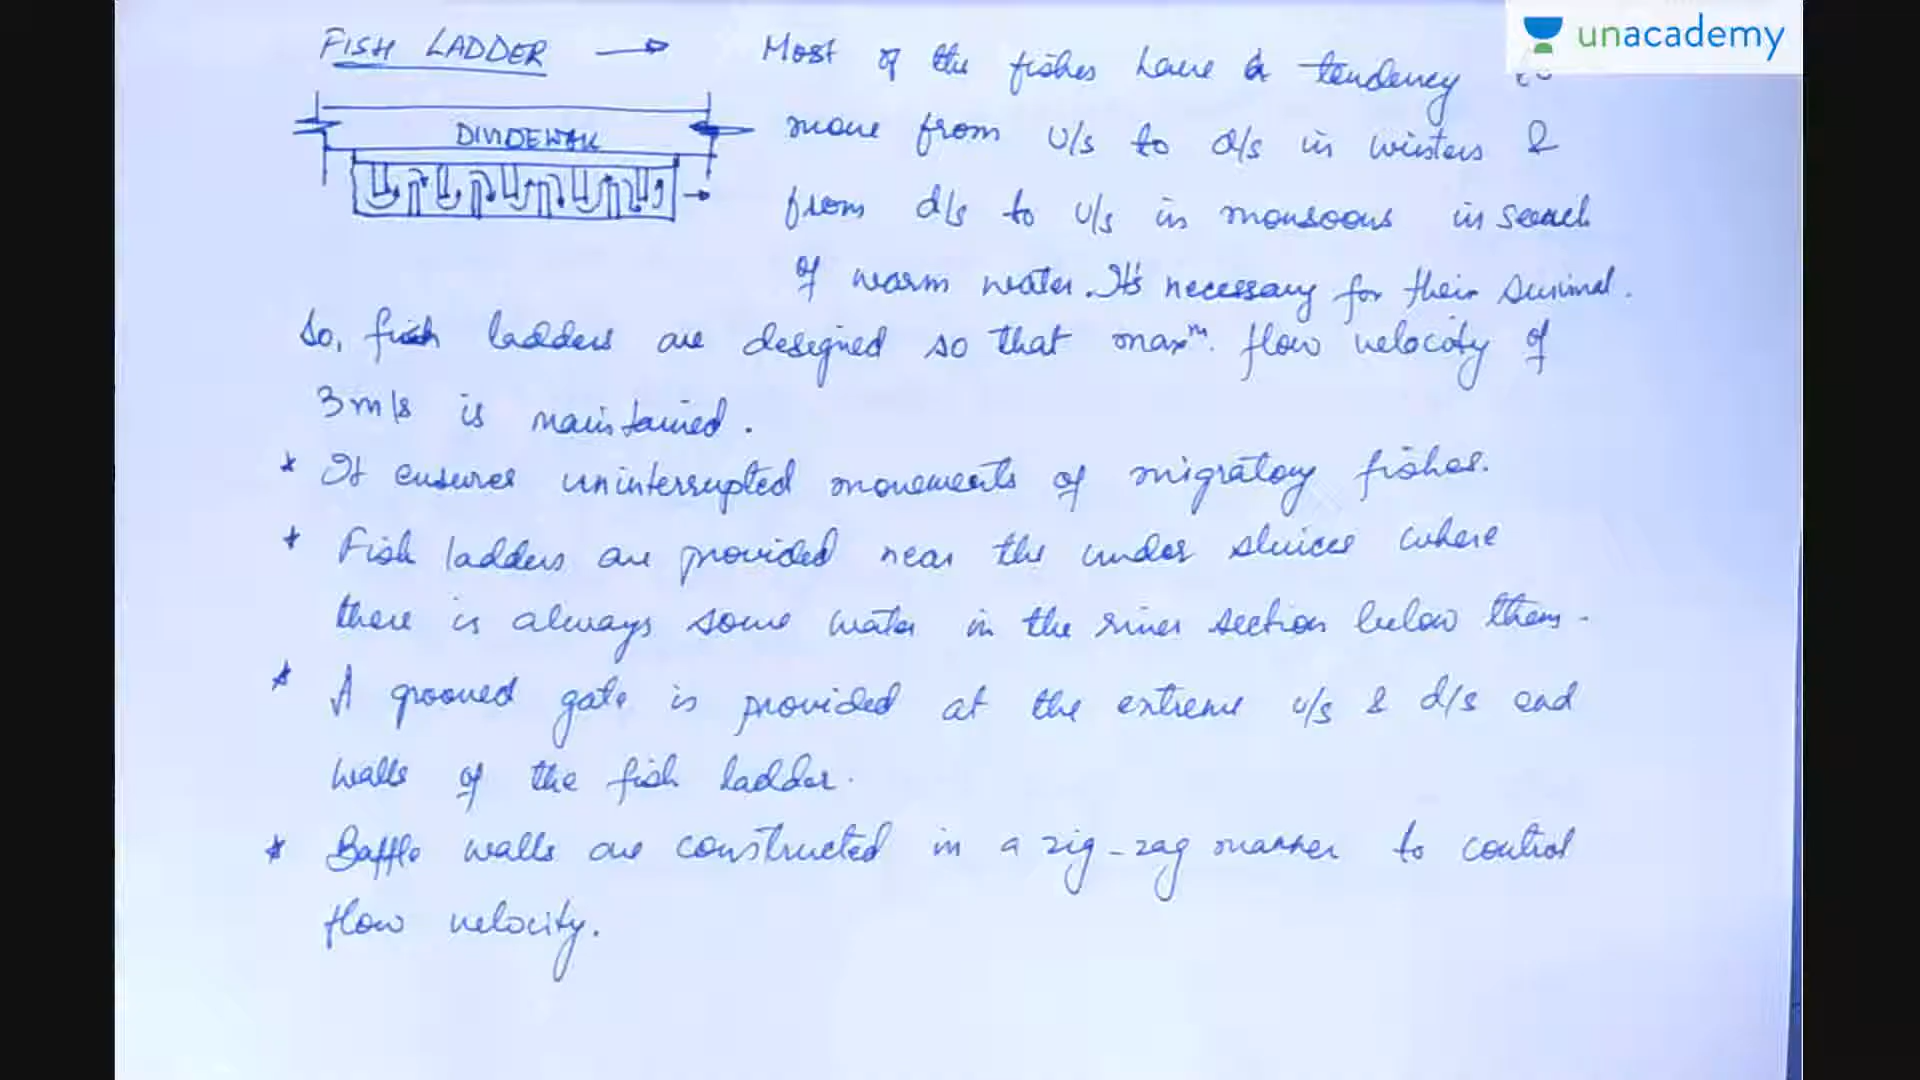 unacademy
FISH LADDER → Most of the fishes have a tendency to
DIVIDEWALL
move from u/s to d/s in winters &
from d/s to u/s in monsoons in search
of warm water. It's necessary for their survival.
So, fish ladders are designed so that maxᵐ. flow velocity of
3m/s is maintained.
* It ensures uninterrupted movements of migratory fishes.
* Fish ladders are provided near the under sluices where
there is always some water in the river section below them.
* A grooved gate is provided at the extreme u/s & d/s end
walls of the fish ladder.
* Baffle walls are constructed in a zig-zag manner to control
flow velocity.